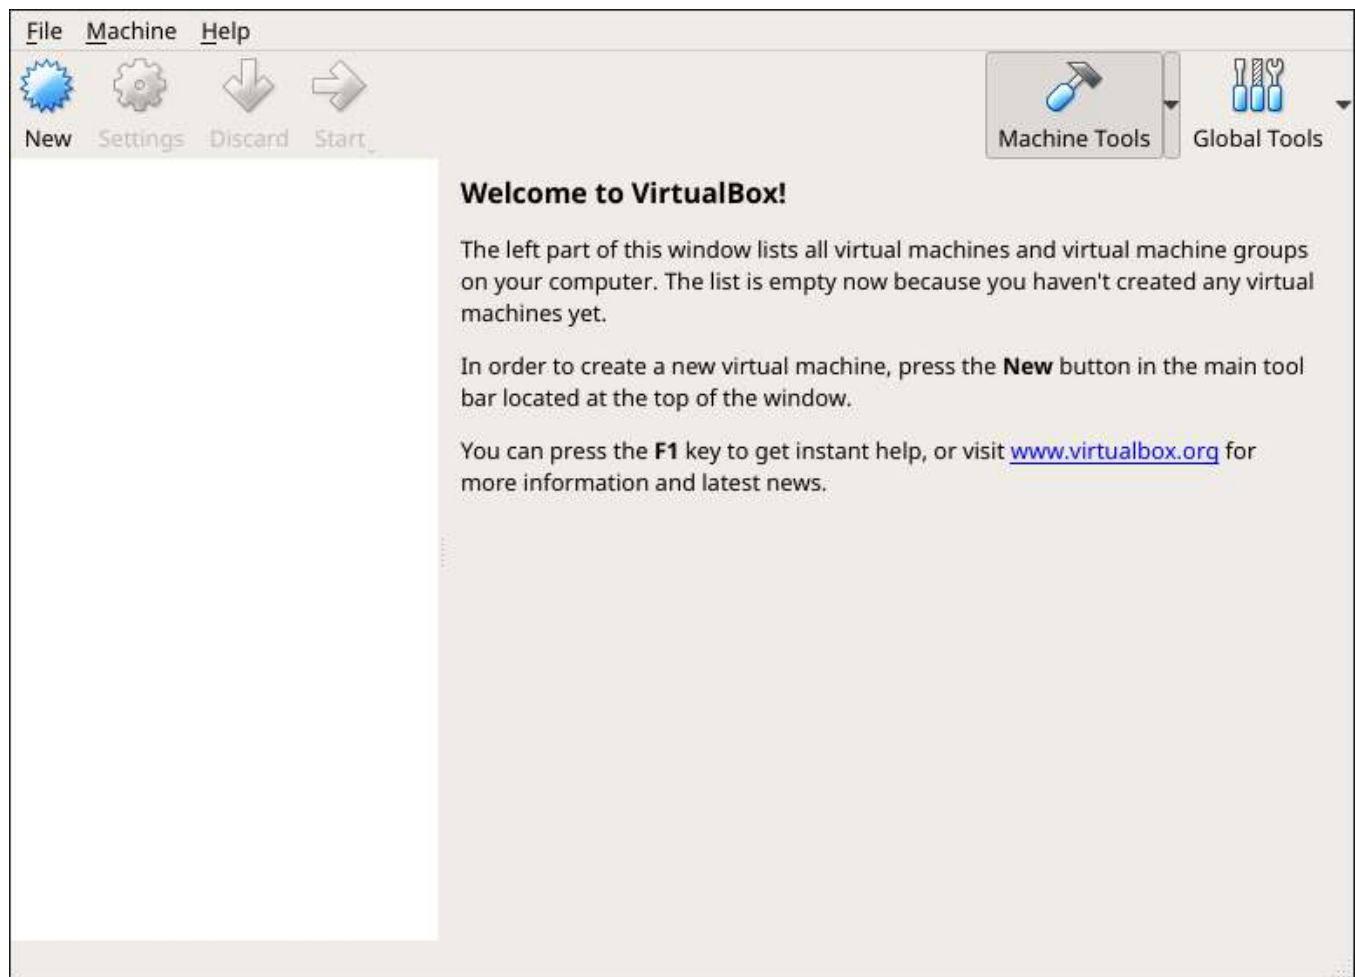 File Machine Help
New Settings Discard Start Machine Tools Global Tools
Welcome to VirtualBox!
The left part of this window lists all virtual machines and virtual machine groups
on your computer. The list is empty now because you haven't created any virtual
machines yet.
In order to create a new virtual machine, press the New button in the main tool
bar located at the top of the window.
You can press the F1 key to get instant help, or visit www.virtualbox.org for
more information and latest news.